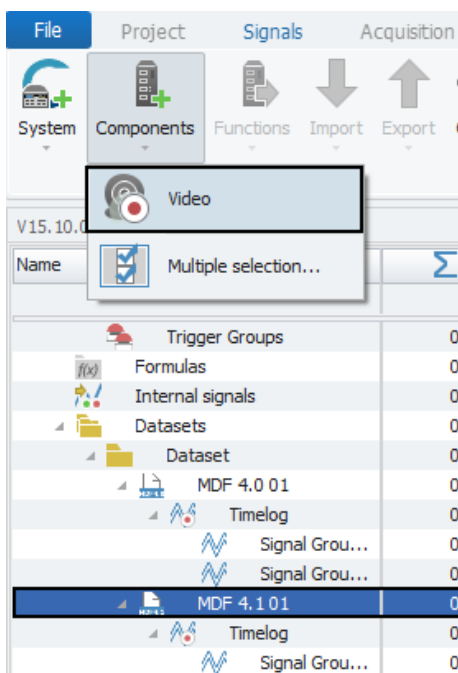 File Project Signals Acquisition
System Components Functions Import Export
Video
V15.10.0
Multiple selection...
Name Σ
Trigger Groups 0
f(x) Formulas 0
Internal signals 0
Datasets 0
Dataset 0
MDF 4.0 01 0
Timelog 0
Signal Grou... 0
Signal Grou... 0
MDF 4.1 01 0
Timelog 0
Signal Grou... 0